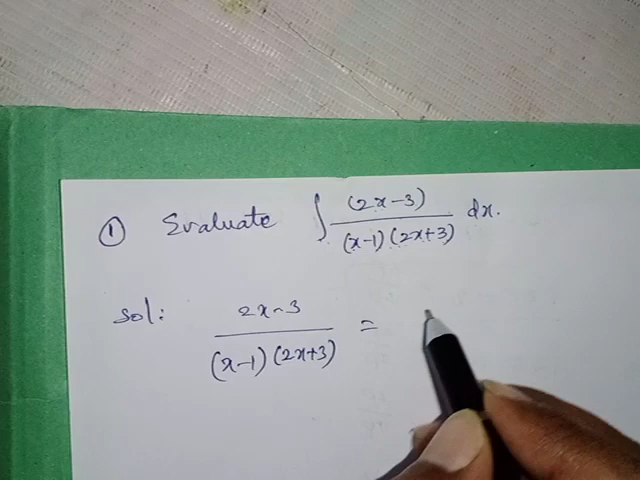 ① Evaluate ∫ (2x-3) / (x-1)(2x+3) dx.
Sol: 2x-3 / (x-1)(2x+3) =